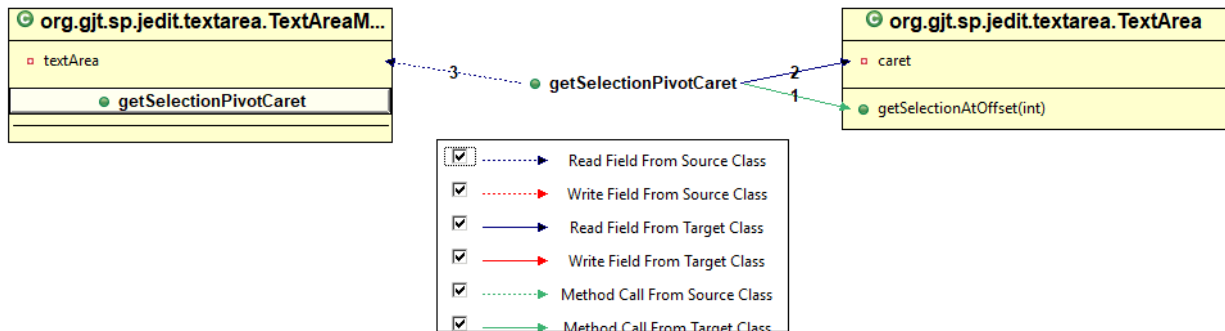 org.gjt.sp.jedit.textarea.TextAreaM...
textArea
getSelectionPivotCaret
3
getSelectionPivotCaret
2
1
org.gjt.sp.jedit.textarea.TextArea
caret
getSelectionAtOffset(int)
Read Field From Source Class
Write Field From Source Class
Read Field From Target Class
Write Field From Target Class
Method Call From Source Class
Method Call From Target Class